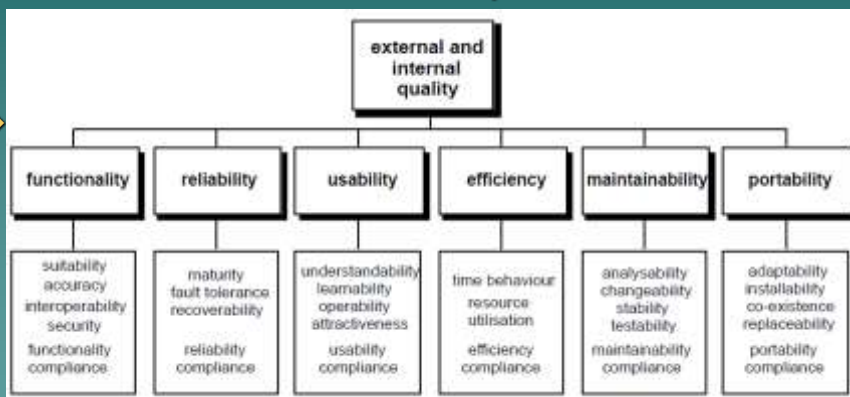 external and
internal
quality
functionality
reliability
usability
efficiency
maintainability
portability
suitability
accuracy
interoperability
security
functionality
compliance
maturity
fault tolerance
recoverability
reliability
compliance
understandability
learnability
operability
attractiveness
usability
compliance
time behaviour
resource
utilisation
efficiency
compliance
analysability
changeability
stability
testability
maintainability
compliance
adaptability
installability
co-existence
replaceability
portability
compliance